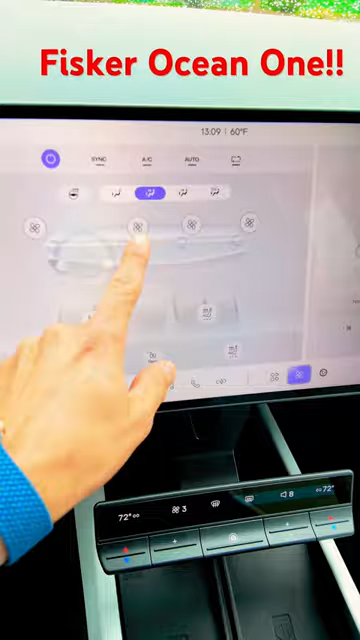 Fisker Ocean One!!
13:09 | 60°F
SYNC
A/C
AUTO
72°
3
8
72°